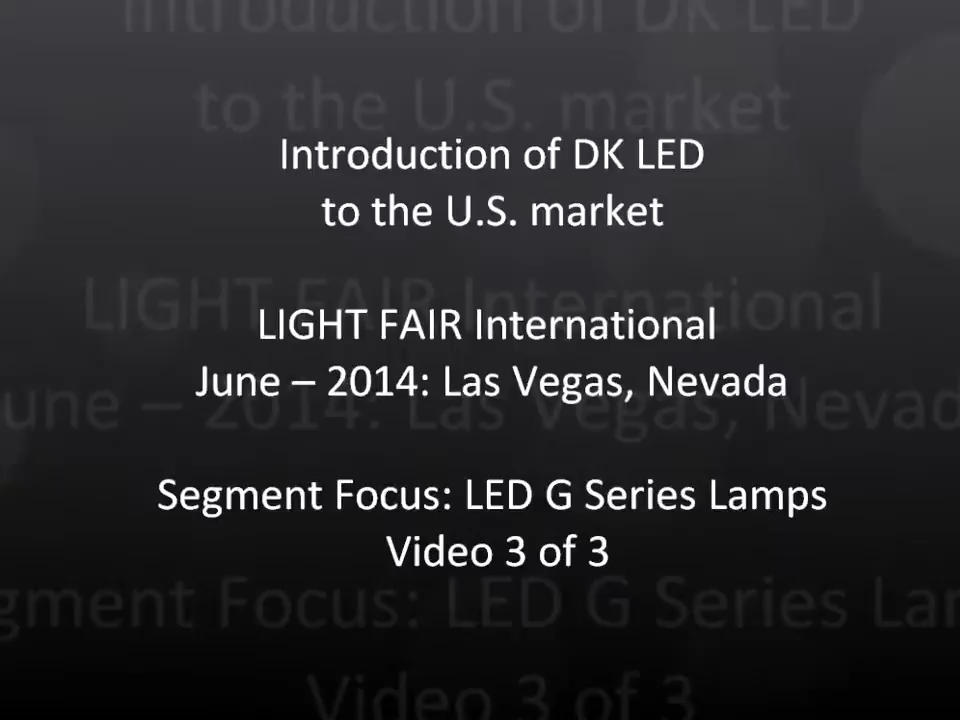 Introduction of DK LED
to the U.S. market
LIGHT FAIR International
June – 2014: Las Vegas, Nevada
Segment Focus: LED G Series Lamps
Video 3 of 3